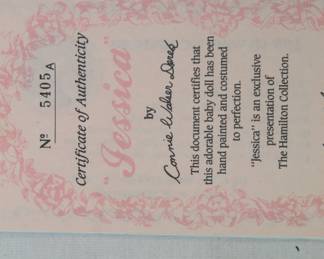 Nº 5405A
Certificate of Authenticity
"Jessica"
by
Connie Walser Derek
This document certifies that
this adorable baby doll has been
hand painted and costumed
to perfection.
"Jessica" is an exclusive
presentation of
The Hamilton Collection.